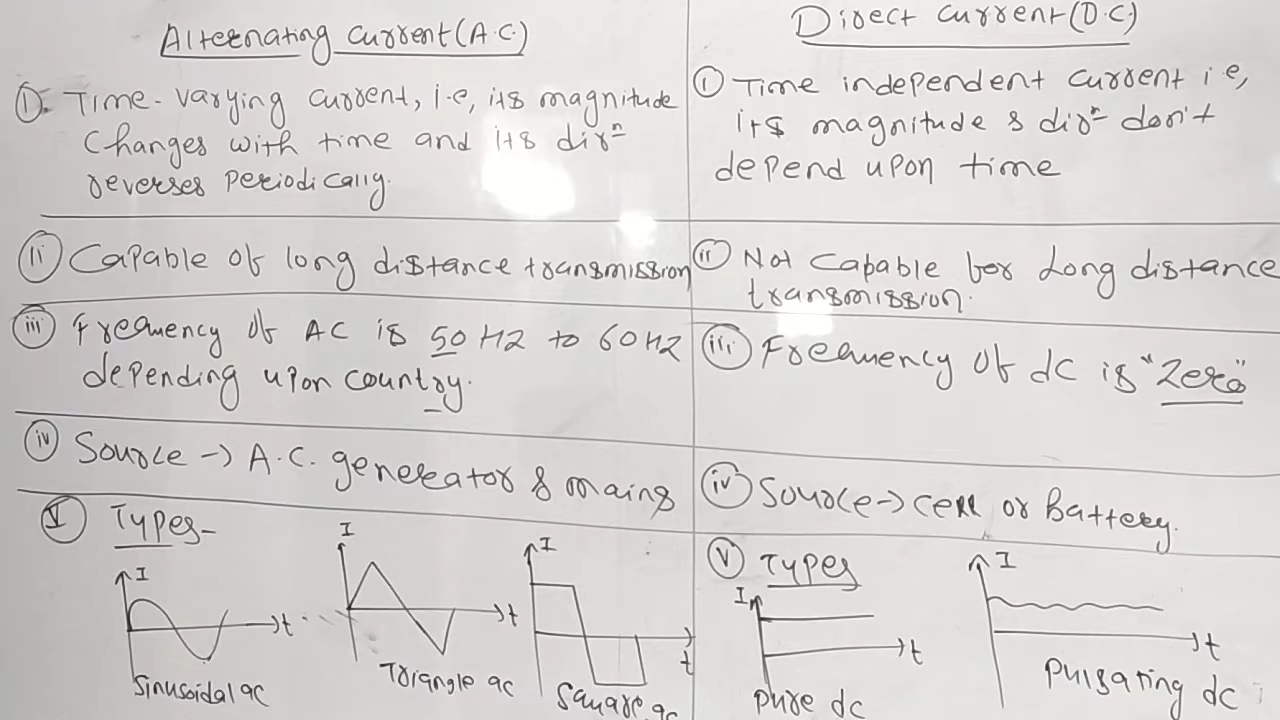 Alternating current (A.C.)
① Time-varying current, i.e, its magnitude
changes with time and its dirⁿ
reverses periodically.
ii Capable of long distance transmission
iii Frequency of AC is 50 Hz to 60 Hz
depending upon country.
iv Source → A.C. generator & mains
V Types-
I
t
Sinusoidal ac
I
t
Triangle ac
I
t
Square ac
Direct current (D.C)
① Time independent current i.e,
its magnitude & dirⁿ don't
depend upon time
ii Not capable for Long distance
transmission.
iii Frequency of dc is "Zero"
iv Source → cell or Battery.
V Types
I
t
Pure dc
I
t
Pulsating dc